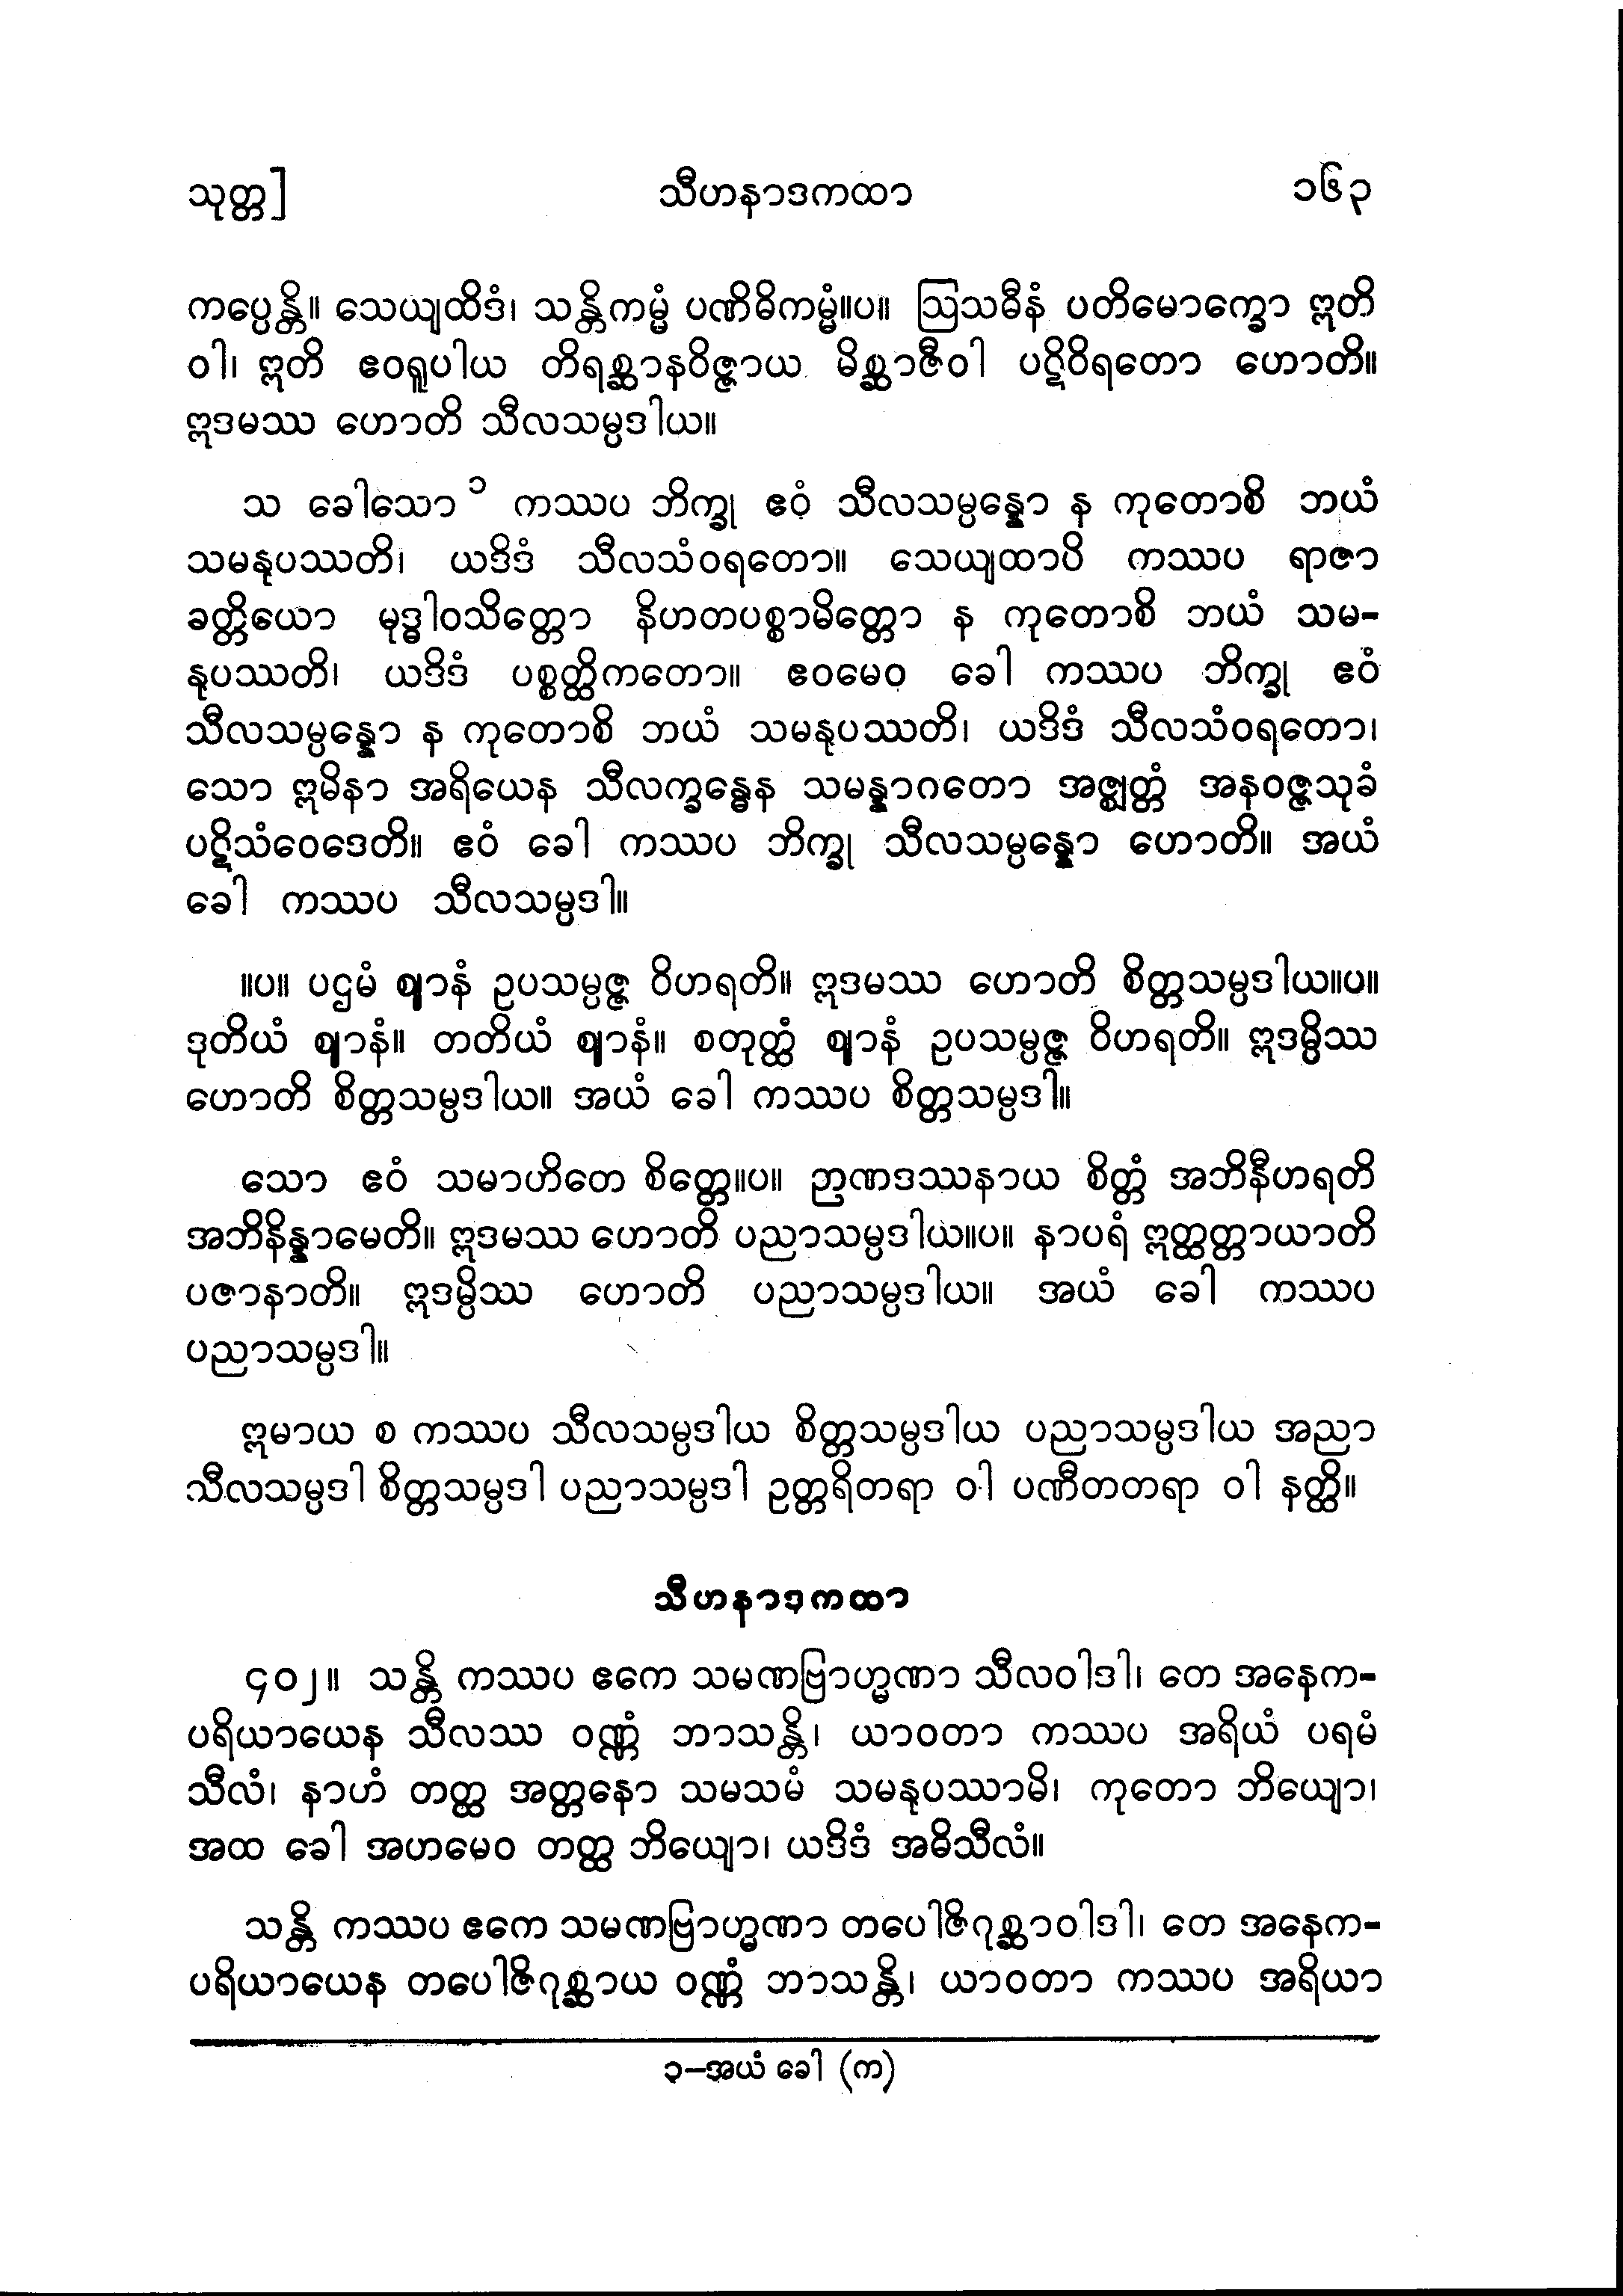 သုတ္တ] သီဟနာဒကထာ ၁၆၃
ကပ္ပေန္တိ။ သေယျထိဒံ၊ သန္တိကမ္မံ ပဏိဓိကမ္မံ။ပ။ ဩသဓီနံ ပတိမောက္ခော ဣတိ
ဝါ၊ ဣတိ ဧဝရူပါယ တိရစ္ဆာနဝိဇ္ဇာယ မိစ္ဆာဇီဝါ ပဋိဝိရတော ဟောတိ။
ဣဒမဿ ဟောတိ သီလသမ္ပဒါယ။
သ ခေါသော ၁ ကဿပ ဘိက္ခု ဧဝံ သီလသမ္ပန္နော န ကုတောစိ ဘယံ
သမနုပဿတိ၊ ယဒိဒံ သီလသံဝရတော။ သေယျထာပိ ကဿပ ရာဇာ
ခတ္တိယော မုဒ္ဓါဝသိတ္တော နိဟတပစ္စာမိတ္တော န ကုတောစိ ဘယံ သမ-
နုပဿတိ၊ ယဒိဒံ ပစ္စတ္ထိကတော။ ဧဝမေဝ ခေါ ကဿပ ဘိက္ခု ဧဝံ
သီလသမ္ပန္နော န ကုတောစိ ဘယံ သမနုပဿတိ၊ ယဒိဒံ သီလသံဝရတော၊
သော ဣမိနာ အရိယေန သီလက္ခန္ဓေန သမန္နာဂတော အဇ္ဈတ္တံ အနဝဇ္ဇသုခံ
ပဋိသံဝေဒေတိ။ ဧဝံ ခေါ ကဿပ ဘိက္ခု သီလသမ္ပန္နော ဟောတိ။ အယံ
ခေါ ကဿပ သီလသမ္ပဒါ။
။ပ။ ပဌမံ ဈာနံ ဥပသမ္ပဇ္ဇ ဝိဟရတိ။ ဣဒမဿ ဟောတိ စိတ္တသမ္ပဒါယ။ပ။
ဒုတိယံ ဈာနံ။ တတိယံ ဈာနံ။ စတုတ္ထံ ဈာနံ ဥပသမ္ပဇ္ဇ ဝိဟရတိ။ ဣဒမ္ပိဿ
ဟောတိ စိတ္တသမ္ပဒါယ။ အယံ ခေါ ကဿပ စိတ္တသမ္ပဒါ။
သော ဧဝံ သမာဟိတေ စိတ္တေ။ပ။ ဉာဏဒဿနာယ စိတ္တံ အဘိနီဟရတိ
အဘိနိန္နာမေတိ။ ဣဒမဿ ဟောတိ ပညာသမ္ပဒါယ။ပ။ နာပရံ ဣတ္ထတ္တာယာတိ
ပဇာနာတိ။ ဣဒမ္ပိဿ ဟောတိ ပညာသမ္ပဒါယ။ အယံ ခေါ ကဿပ
ပညာသမ္ပဒါ။
ဣမာယ စ ကဿပ သီလသမ္ပဒါယ စိတ္တသမ္ပဒါယ ပညာသမ္ပဒါယ အညာ
သီလသမ္ပဒါ စိတ္တသမ္ပဒါ ပညာသမ္ပဒါ ဥတ္တရိတရာ ဝါ ပဏီတတရာ ဝါ နတ္ထိ။
သီဟနာဒကထာ
၄၀၂။ သန္တိ ကဿပ ဧကေ သမဏဗြာဟ္မဏာ သီလဝါဒါ၊ တေ အနေက-
ပရိယာယေန သီလဿ ဝဏ္ဏံ ဘာသန္တိ၊ ယာဝတာ ကဿပ အရိယံ ပရမံ
သီလံ၊ နာဟံ တတ္ထ အတ္တနော သမသမံ သမနုပဿာမိ၊ ကုတော ဘိယျော၊
အထ ခေါ အဟမေဝ တတ္ထ ဘိယျော၊ ယဒိဒံ အဓိသီလံ။
သန္တိ ကဿပ ဧကေ သမဏဗြာဟ္မဏာ တပေါဇိဂုစ္ဆာဝါဒါ၊ တေ အနေက-
ပရိယာယေန တပေါဇိဂုစ္ဆာယ ဝဏ္ဏံ ဘာသန္တိ၊ ယာဝတာ ကဿပ အရိယာ
၁-အယံ ခေါ (က)